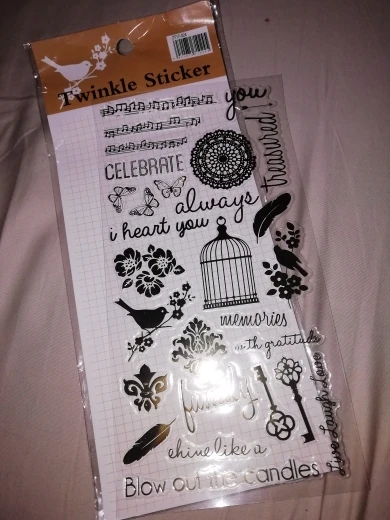 Twinkle Sticker
you
treasured!
CELEBRATE
always
i heart you
memories
with gratitude
family
Live Laugh Love
shine like a
Blow out the candles